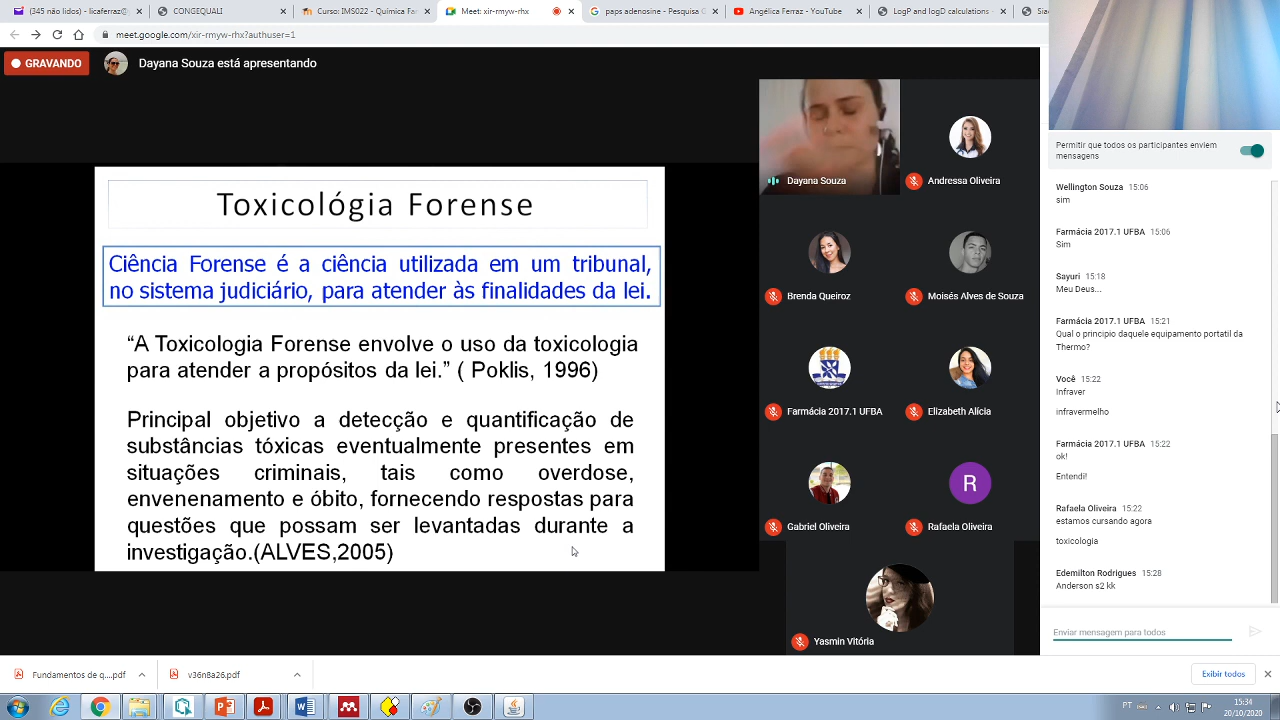 (345 não lidos) - licaferraz@
CONGEQUALI
Curso: IMS022 - Química Fa
Meet: xir-rmyw-rhx
paps adenosine - Pesquisa
Angélica Ferraz - YouTube
LogP and logD calculations -
meet.google.com/xir-rmyw-rhx?authuser=1
GRAVANDO
Dayana Souza está apresentando
Toxicológia Forense
Ciência Forense é a ciência utilizada em um tribunal,
no sistema judiciário, para atender às finalidades da lei.
“A Toxicologia Forense envolve o uso da toxicologia
para atender a propósitos da lei.” ( Poklis, 1996)
Principal objetivo a detecção e quantificação de
substâncias tóxicas eventualmente presentes em
situações criminais, tais como overdose,
envenenamento e óbito, fornecendo respostas para
questões que possam ser levantadas durante a
investigação.(ALVES,2005)
Dayana Souza
Andressa Oliveira
Brenda Queiroz
Moisés Alves de Souza
Farmácia 2017.1 UFBA
Elizabeth Alícia
Gabriel Oliveira
R
Rafaela Oliveira
Yasmin Vitória
Permitir que todos os participantes enviem
mensagens
Wellington Souza 15:06
sim
Farmácia 2017.1 UFBA 15:06
Sim
Sayuri 15:18
Meu Deus...
Farmácia 2017.1 UFBA 15:21
Qual o principio daquele equipamento portatil da
Thermo?
Você 15:22
Infraver
infravermelho
Farmácia 2017.1 UFBA 15:22
ok!
Entendi!
Rafaela Oliveira 15:22
estamos cursando agora
toxicologia
Edemilton Rodrigues 15:28
Anderson s2 kk
Enviar mensagem para todos
Fundamentos de q....pdf
v36n8a26.pdf
Exibir todos
PT
15:34
20/10/2020